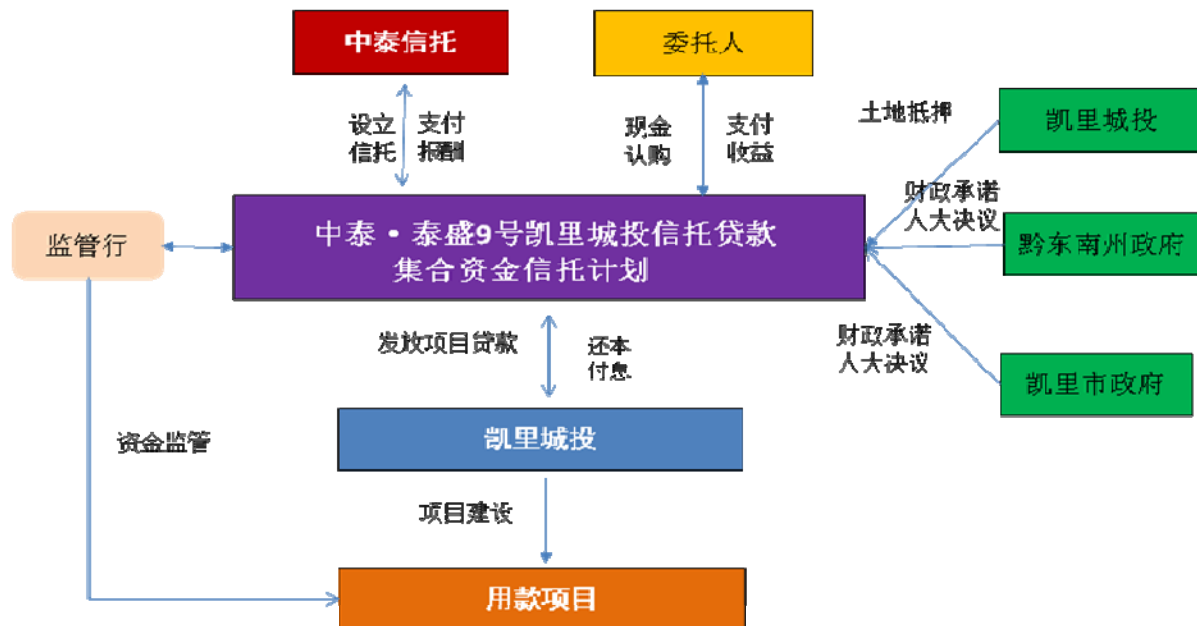 中泰信托
委托人
设立
信托
支付
报酬
现金
认购
支付
收益
土地抵押
凯里城投
财政承诺
人大决议
黔东南州政府
监管行
中泰·泰盛9号凯里城投信托贷款
集合资金信托计划
发放项目贷款
还本
付息
财政承诺
人大决议
凯里市政府
凯里城投
资金监管
项目建设
用款项目